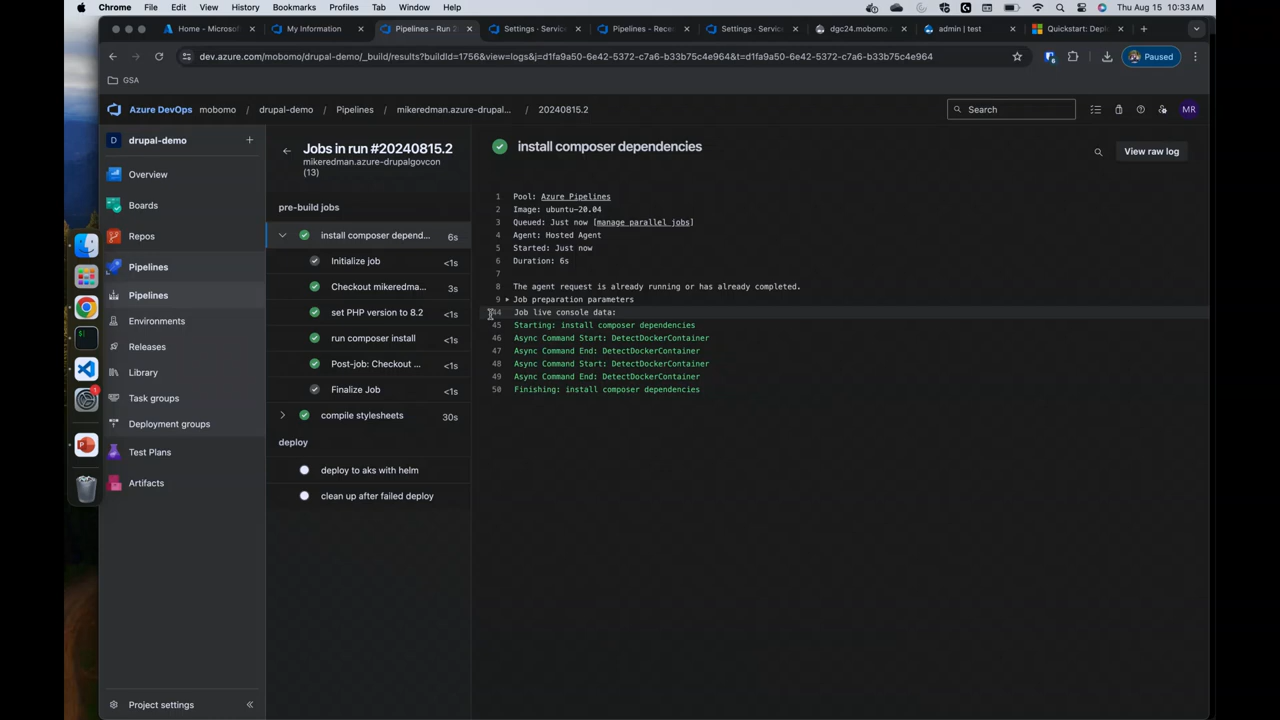 Chrome File Edit View History Bookmarks Profiles Tab Window Help Thu Aug 15 10:33 AM
Home - Microsof
My Information
Pipelines - Run 2
Settings - Servic
Pipelines - Rece
Settings - Servic
dgc24.mobomo.
admin | test
Quickstart: Depl
dev.azure.com/mobomo/drupal-demo/_build/results?buildId=1756&view=logs&j=d1fa9a50-6e42-5372-c7a6-b33b75c4e964&t=d1fa9a50-6e42-5372-c7a6-b33b75c4e964
Paused
GSA
Azure DevOps mobomo / drupal-demo / Pipelines / mikeredman.azure-drupal... / 20240815.2
Search
MR
D drupal-demo
Overview
Boards
Repos
Pipelines
Pipelines
Environments
Releases
Library
Task groups
Deployment groups
Test Plans
Artifacts
Project settings
Jobs in run #20240815.2
mikeredman.azure-drupalgovcon
(13)
pre-build jobs
install composer depend... 6s
Initialize job <1s
Checkout mikeredma... 3s
set PHP version to 8.2 <1s
run composer install <1s
Post-job: Checkout ... <1s
Finalize Job <1s
compile stylesheets 30s
deploy
deploy to aks with helm
clean up after failed deploy
install composer dependencies
View raw log
1 Pool: Azure Pipelines
2 Image: ubuntu-20.04
3 Queued: Just now [manage parallel jobs]
4 Agent: Hosted Agent
5 Started: Just now
6 Duration: 6s
7
8 The agent request is already running or has already completed.
9 Job preparation parameters
44 Job live console data:
45 Starting: install composer dependencies
46 Async Command Start: DetectDockerContainer
47 Async Command End: DetectDockerContainer
48 Async Command Start: DetectDockerContainer
49 Async Command End: DetectDockerContainer
50 Finishing: install composer dependencies